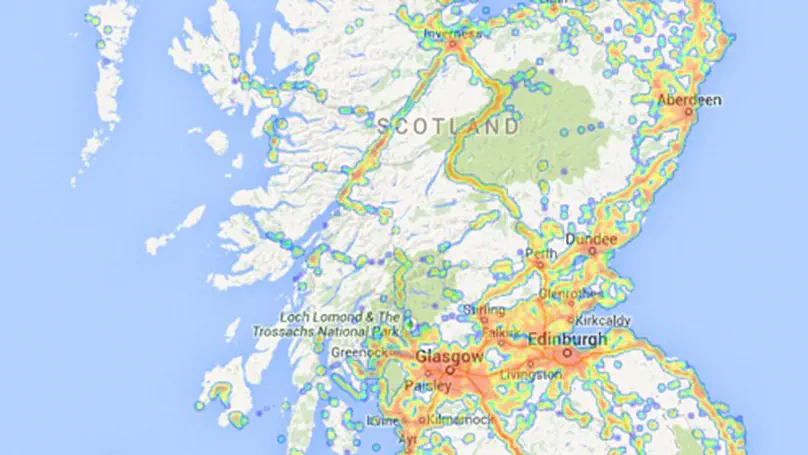 Inverness
Aberdeen
SCOTLAND
Dundee
Perth
Glenrothes
Stirling
Loch Lomond & The
Trossachs National Park
Kirkcaldy
Falkirk
Edinburgh
Greenock
Glasgow
Livingston
Paisley
Irvine
Kilmarnock
Ayr